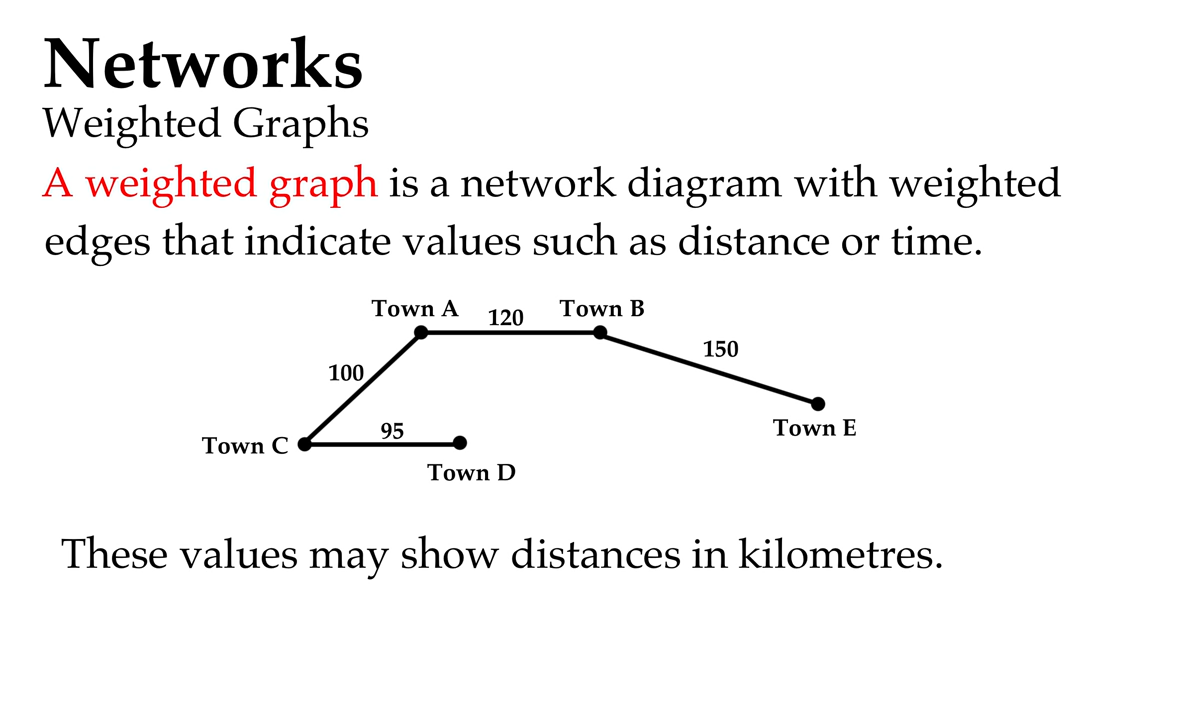 Networks
Weighted Graphs
A weighted graph is a network diagram with weighted
edges that indicate values such as distance or time.
Town A 120 Town B
150
100
Town E
95
Town C
Town D
These values may show distances in kilometres.